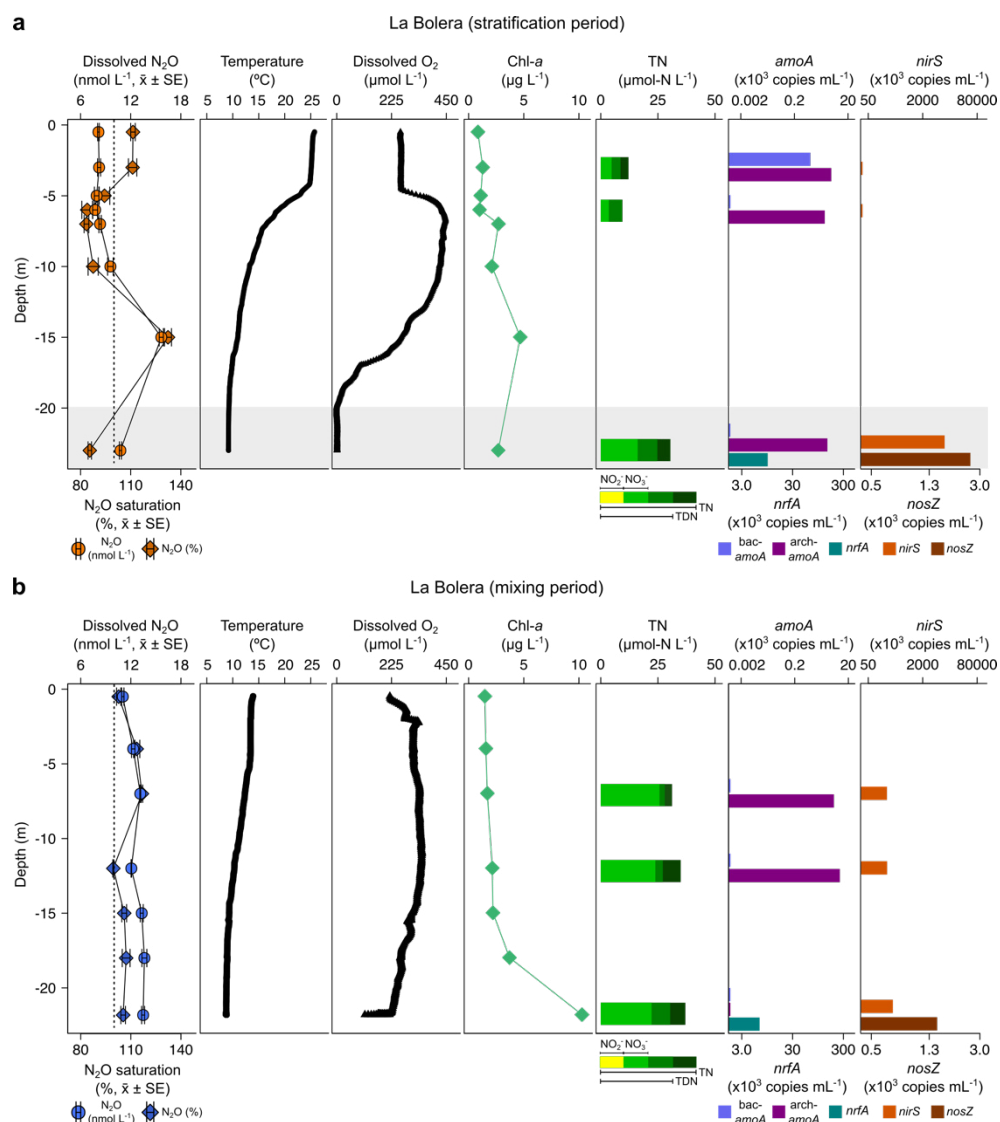 a
La Bolera (stratification period)
Dissolved N₂O
(nmol L⁻¹, x̄ ± SE)
Temperature
(ºC)
Dissolved O₂
(µmol L⁻¹)
Chl-a
(µg L⁻¹)
TN
(µmol-N L⁻¹)
amoA
(x10³ copies mL⁻¹)
nirS
(x10³ copies mL⁻¹)
6 12 18
5 10 15 20 25
0 225 450
0 5 10
0 25 50
0.002 0.2 20
50 2000 80000
Depth (m)
0
-5
-10
-15
-20
80 110 140
N₂O saturation
(%, x̄ ± SE)
N₂O
(nmol L⁻¹)
N₂O (%)
NO₂⁻ NO₃⁻
TN
TDN
3.0 30 300
nrfA
(x10³ copies mL⁻¹)
0.5 1.3 3.0
nosZ
(x10³ copies mL⁻¹)
bac-
amoA
arch-
amoA
nrfA
nirS
nosZ
b
La Bolera (mixing period)
Dissolved N₂O
(nmol L⁻¹, x̄ ± SE)
Temperature
(ºC)
Dissolved O₂
(µmol L⁻¹)
Chl-a
(µg L⁻¹)
TN
(µmol-N L⁻¹)
amoA
(x10³ copies mL⁻¹)
nirS
(x10³ copies mL⁻¹)
6 12 18
5 10 15 20 25
0 225 450
0 5 10
0 25 50
0.002 0.2 20
50 2000 80000
Depth (m)
0
-5
-10
-15
-20
80 110 140
N₂O saturation
(%, x̄ ± SE)
N₂O
(nmol L⁻¹)
N₂O (%)
NO₂⁻ NO₃⁻
TN
TDN
3.0 30 300
nrfA
(x10³ copies mL⁻¹)
0.5 1.3 3.0
nosZ
(x10³ copies mL⁻¹)
bac-
amoA
arch-
amoA
nrfA
nirS
nosZ